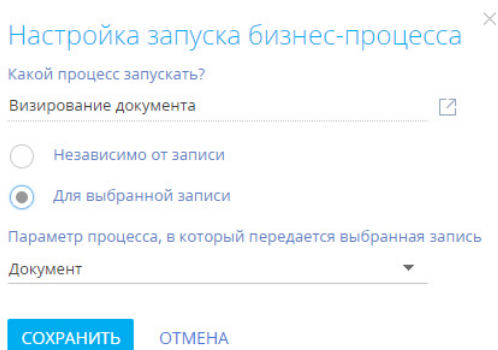 Настройка запуска бизнес-процесса
Какой процесс запускать?
Визирование документа
Независимо от записи
Для выбранной записи
Параметр процесса, в который передается выбранная запись
Документ
СОХРАНИТЬ ОТМЕНА